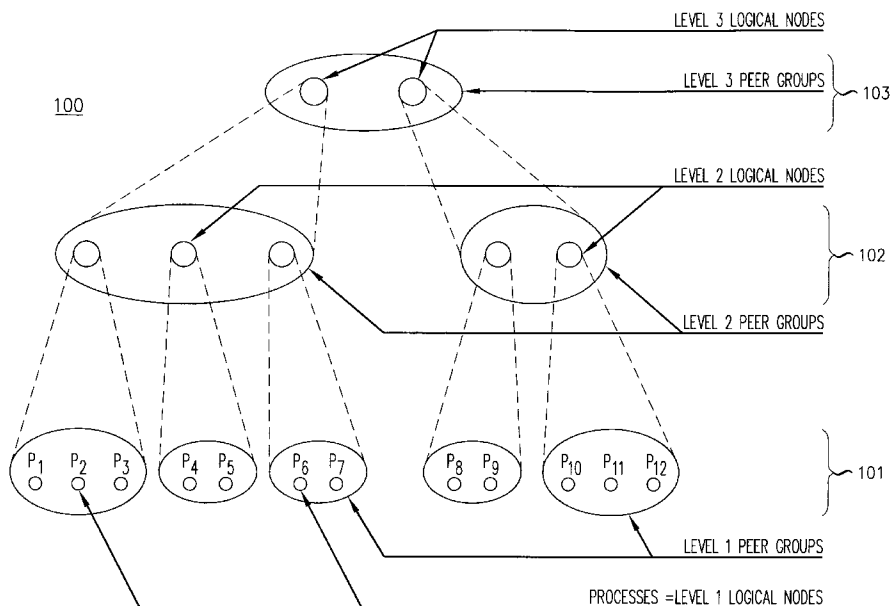 LEVEL 3 LOGICAL NODES
LEVEL 3 PEER GROUPS
103
100
LEVEL 2 LOGICAL NODES
102
LEVEL 2 PEER GROUPS
P1 P2 P3 P4 P5 P6 P7 P8 P9 P10 P11 P12
101
LEVEL 1 PEER GROUPS
PROCESSES =LEVEL 1 LOGICAL NODES